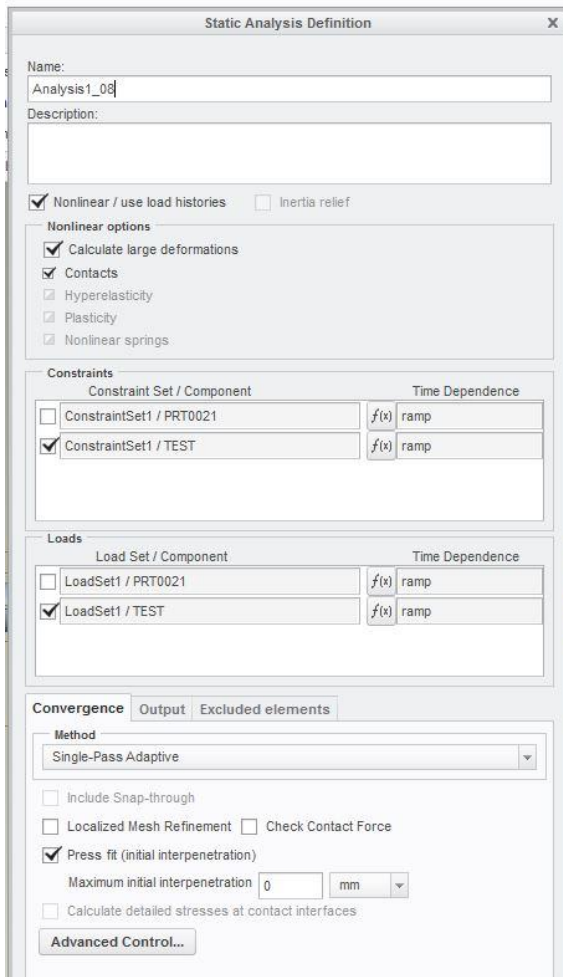 Static Analysis Definition X
Name:
Analysis1_08
Description:
Nonlinear / use load histories Inertia relief
Nonlinear options
Calculate large deformations
Contacts
Hyperelasticity
Plasticity
Nonlinear springs
Constraints
Constraint Set / Component Time Dependence
ConstraintSet1 / PRT0021 f(x) ramp
ConstraintSet1 / TEST f(x) ramp
Loads
Load Set / Component Time Dependence
LoadSet1 / PRT0021 f(x) ramp
LoadSet1 / TEST f(x) ramp
Convergence Output Excluded elements
Method
Single-Pass Adaptive
Include Snap-through
Localized Mesh Refinement Check Contact Force
Press fit (initial interpenetration)
Maximum initial interpenetration 0 mm
Calculate detailed stresses at contact interfaces
Advanced Control...